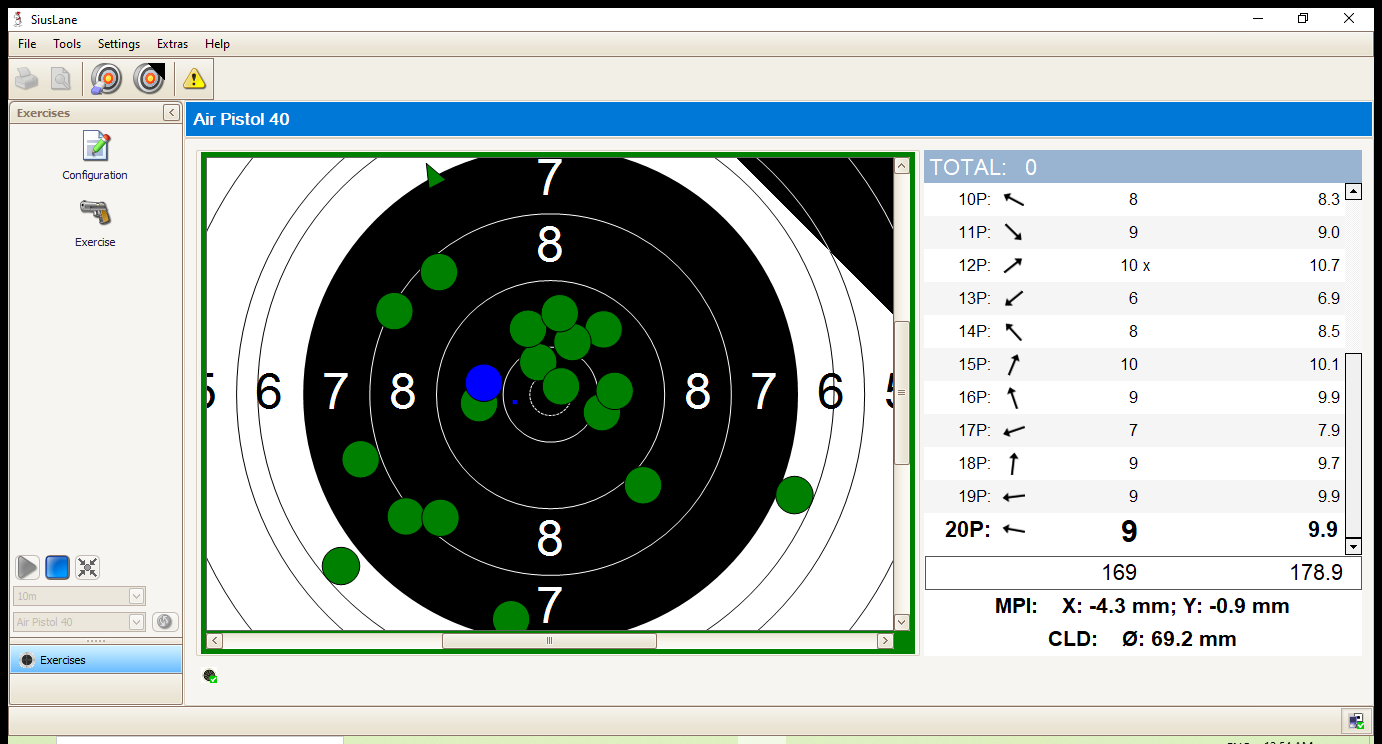 SiusLane
File Tools Settings Extras Help
Exercises
Configuration
Exercise
10m
Air Pistol 40
Exercises
Air Pistol 40
7
8
5 6 7 8 8 7 6 5
8
7
TOTAL: 0
10P: 8 8.3
11P: 9 9.0
12P: 10 x 10.7
13P: 6 6.9
14P: 8 8.5
15P: 10 10.1
16P: 9 9.9
17P: 7 7.9
18P: 9 9.7
19P: 9 9.9
20P: 9 9.9
169 178.9
MPI: X: -4.3 mm; Y: -0.9 mm
CLD: Ø: 69.2 mm